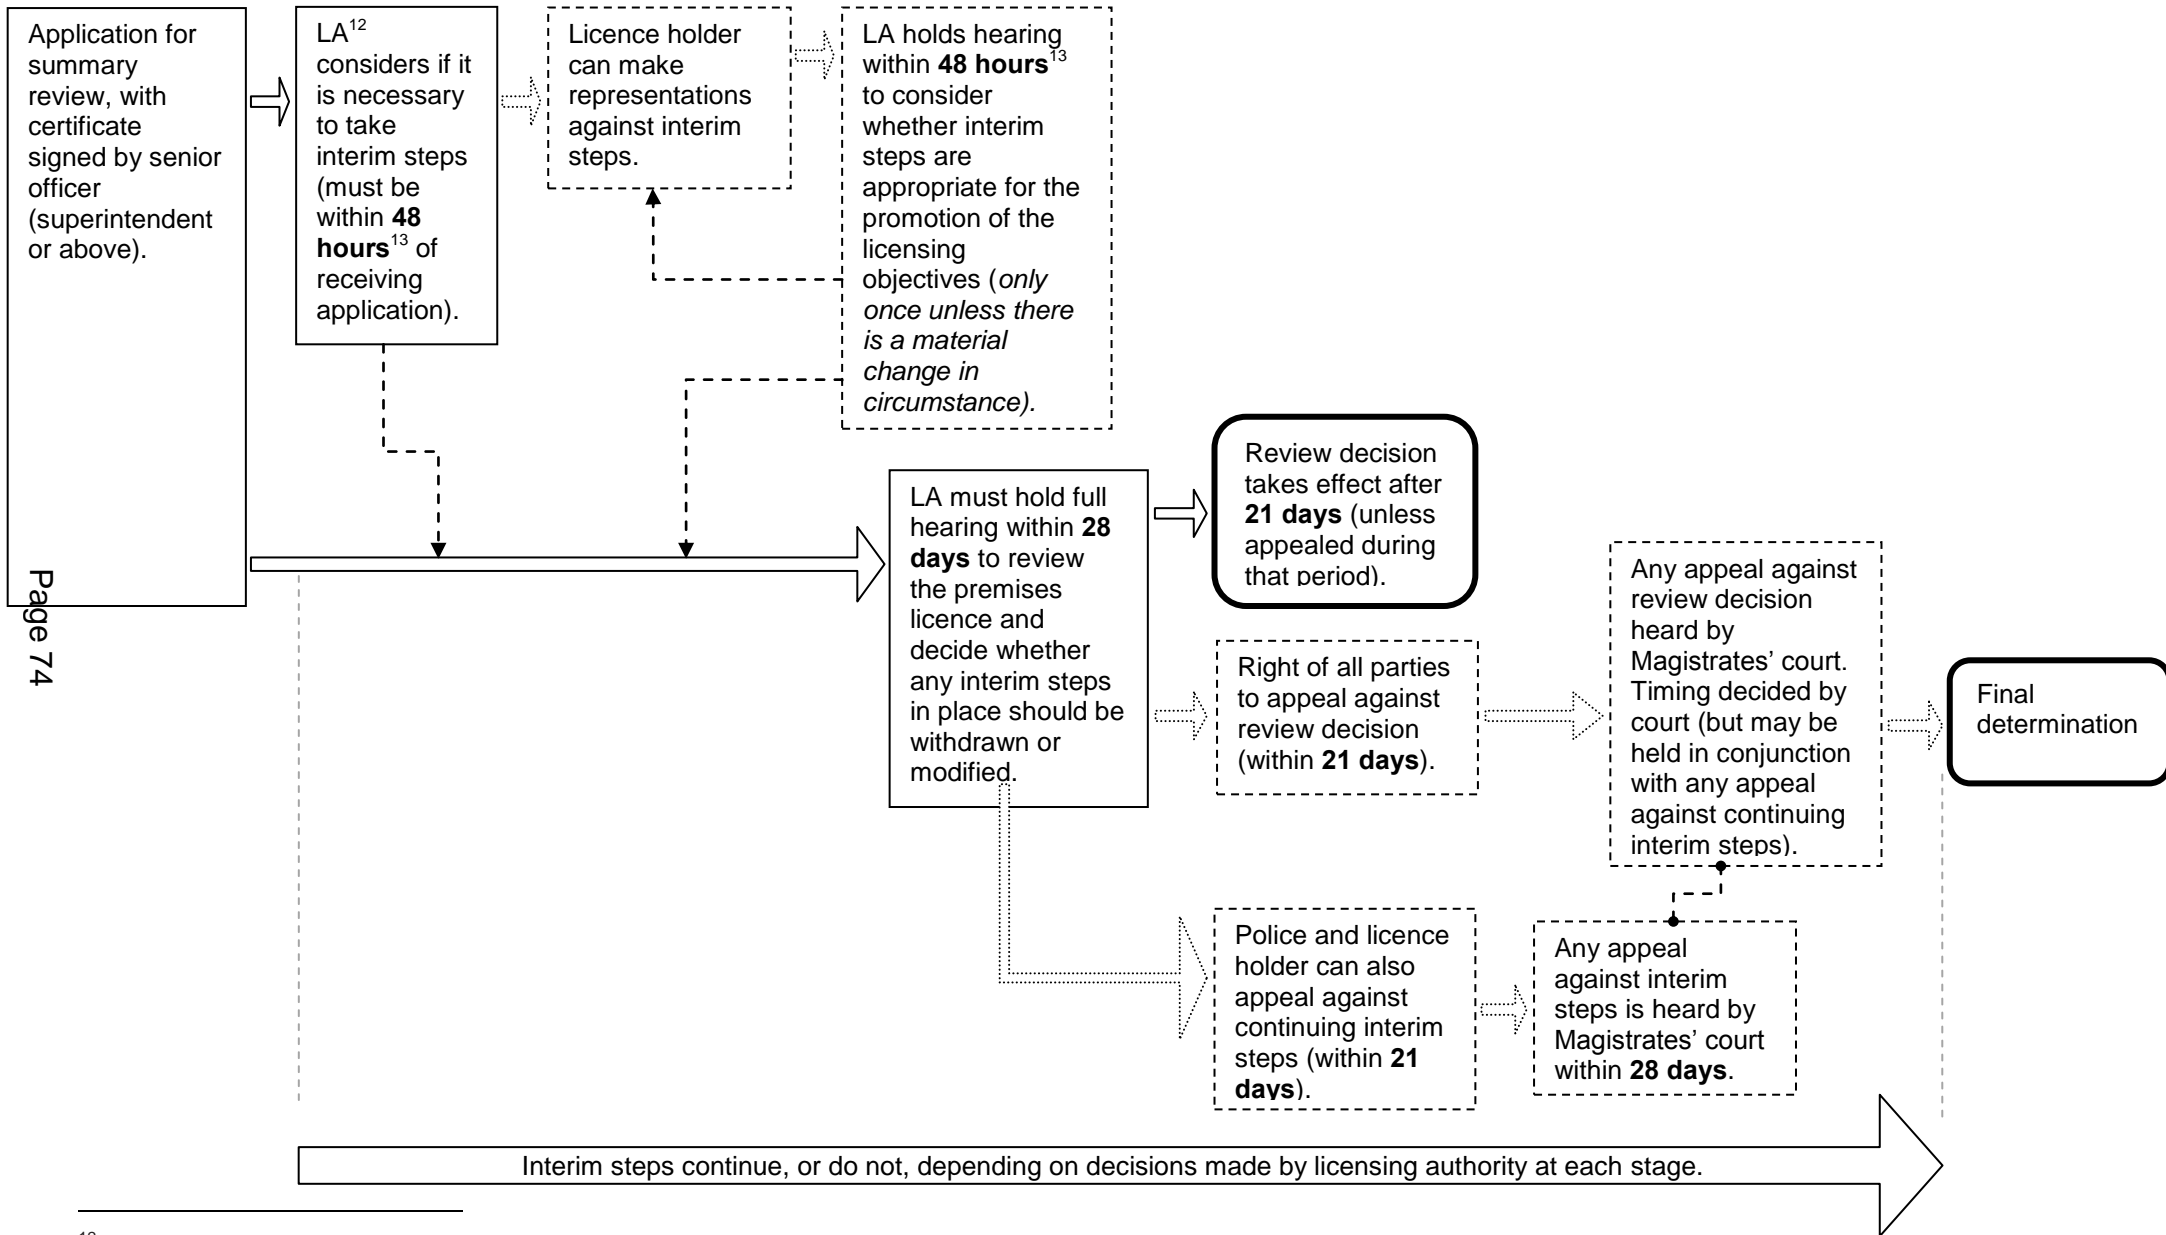 Application for
summary
review, with
certificate
signed by senior
officer
(superintendent
or above).
LA12
considers if it
is necessary
to take
interim steps
(must be
within 48
hours13 of
receiving
application).
Licence holder
can make
representations
against interim
steps.
LA holds hearing
within 48 hours13
to consider
whether interim
steps are
appropriate for the
promotion of the
licensing
objectives (only
once unless there
is a material
change in
circumstance).
LA must hold full
hearing within 28
days to review
the premises
licence and
decide whether
any interim steps
in place should be
withdrawn or
modified.
Review decision
takes effect after
21 days (unless
appealed during
that period).
Right of all parties
to appeal against
review decision
(within 21 days).
Any appeal against
review decision
heard by
Magistrates’ court.
Timing decided by
court (but may be
held in conjunction
with any appeal
against continuing
interim steps).
Final
determination
Police and licence
holder can also
appeal against
continuing interim
steps (within 21
days).
Any appeal
against interim
steps is heard by
Magistrates’ court
within 28 days.
Interim steps continue, or do not, depending on decisions made by licensing authority at each stage.
Page 74